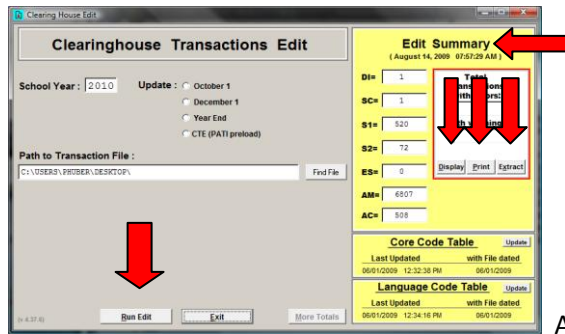 Clearing House Edit
Clearinghouse Transactions Edit
School Year : 2010
Update :
October 1
December 1
Year End
CTE (PATI preload)
Path to Transaction File :
C:\USERS\PHUBER\DESKTOP\
Find File
Run Edit
Exit
More Totals
(v 4.37.6)
Edit Summary
( August 14, 2009 07:57:29 AM )
DI= 1
SC= 1
S1= 520
S2= 72
ES= 0
AM= 6807
AC= 508
Total
Display Print Extract
Core Code Table Update
Last Updated with File dated
06/01/2009 12:32:38 PM 06/01/2009
Language Code Table Update
Last Updated with File dated
06/01/2009 12:34:16 PM 06/01/2009
A